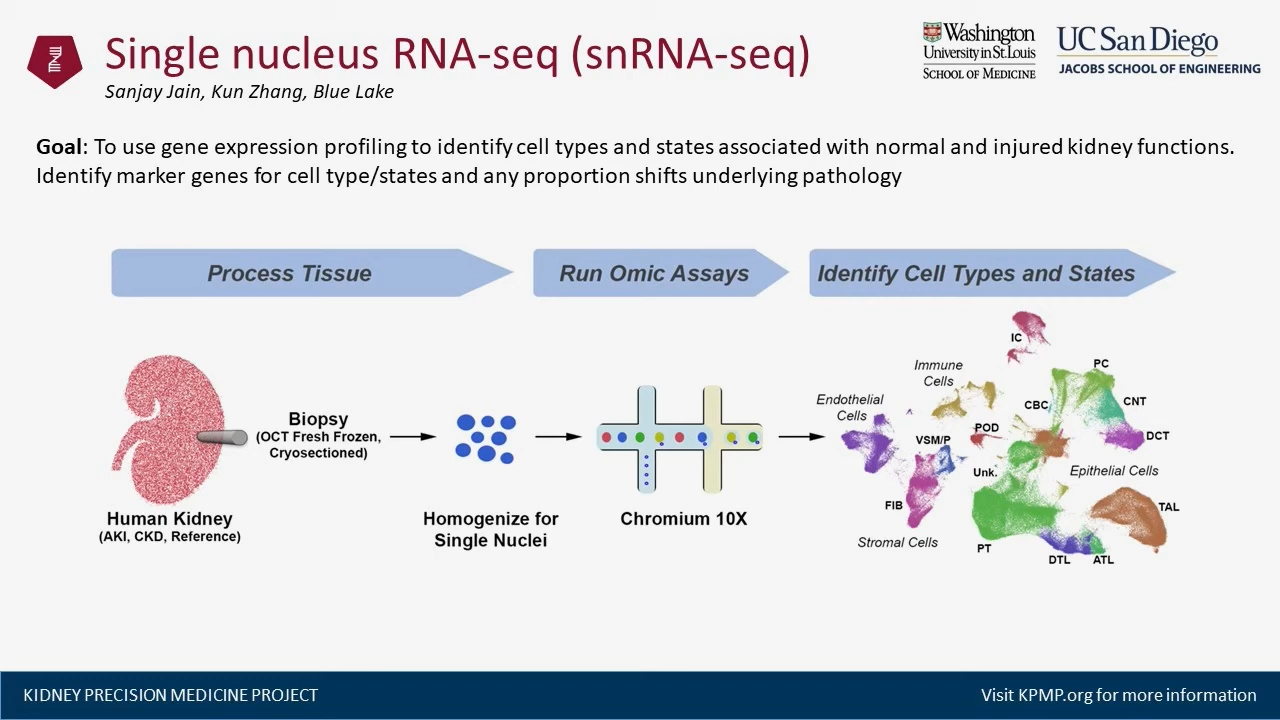 Single nucleus RNA-seq (snRNA-seq)
Sanjay Jain, Kun Zhang, Blue Lake
Washington
University in St. Louis
SCHOOL OF MEDICINE
UC San Diego
JACOBS SCHOOL OF ENGINEERING
Goal: To use gene expression profiling to identify cell types and states associated with normal and injured kidney functions.
Identify marker genes for cell type/states and any proportion shifts underlying pathology
Process Tissue
Run Omic Assays
Identify Cell Types and States
Human Kidney
(AKI, CKD, Reference)
Biopsy
(OCT Fresh Frozen,
Cryosectioned)
Homogenize for
Single Nuclei
Chromium 10X
IC
Immune
Cells
PC
Endothelial
Cells
CBC
CNT
POD
DCT
VSM/P
Unk.
Epithelial Cells
FIB
TAL
Stromal Cells
PT
DTL
ATL
KIDNEY PRECISION MEDICINE PROJECT
Visit KPMP.org for more information